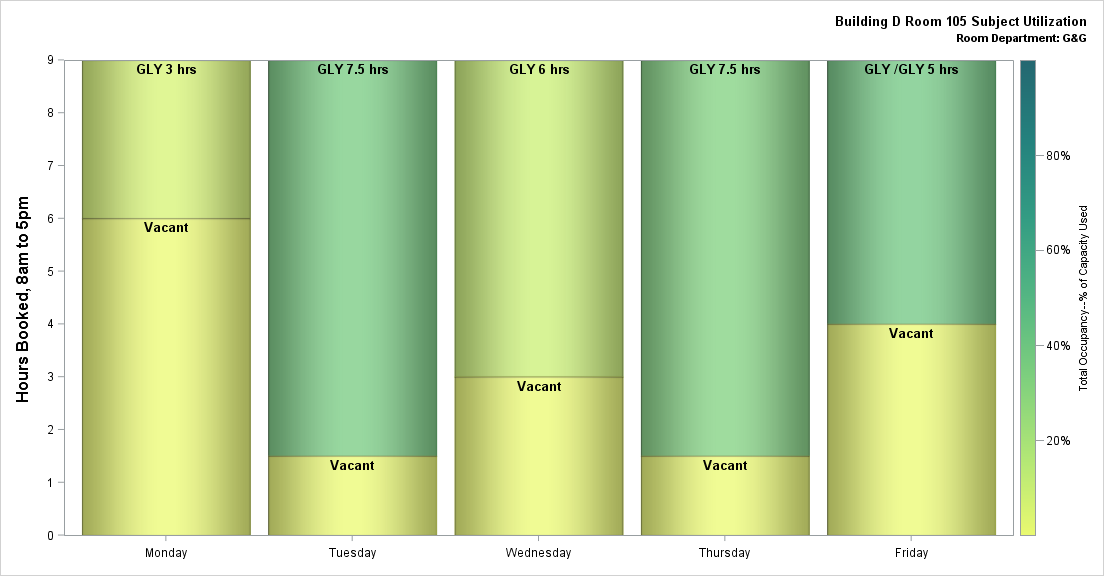 Building D Room 105 Subject Utilization
Room Department: G&G
Hours Booked, 8am to 5pm
9
8
7
6
5
4
3
2
1
0
GLY 3 hrs
Vacant
GLY 7.5 hrs
Vacant
GLY 6 hrs
Vacant
GLY 7.5 hrs
Vacant
GLY /GLY 5 hrs
Vacant
Monday
Tuesday
Wednesday
Thursday
Friday
80%
60%
40%
20%
Total Occupancy--% of Capacity Used